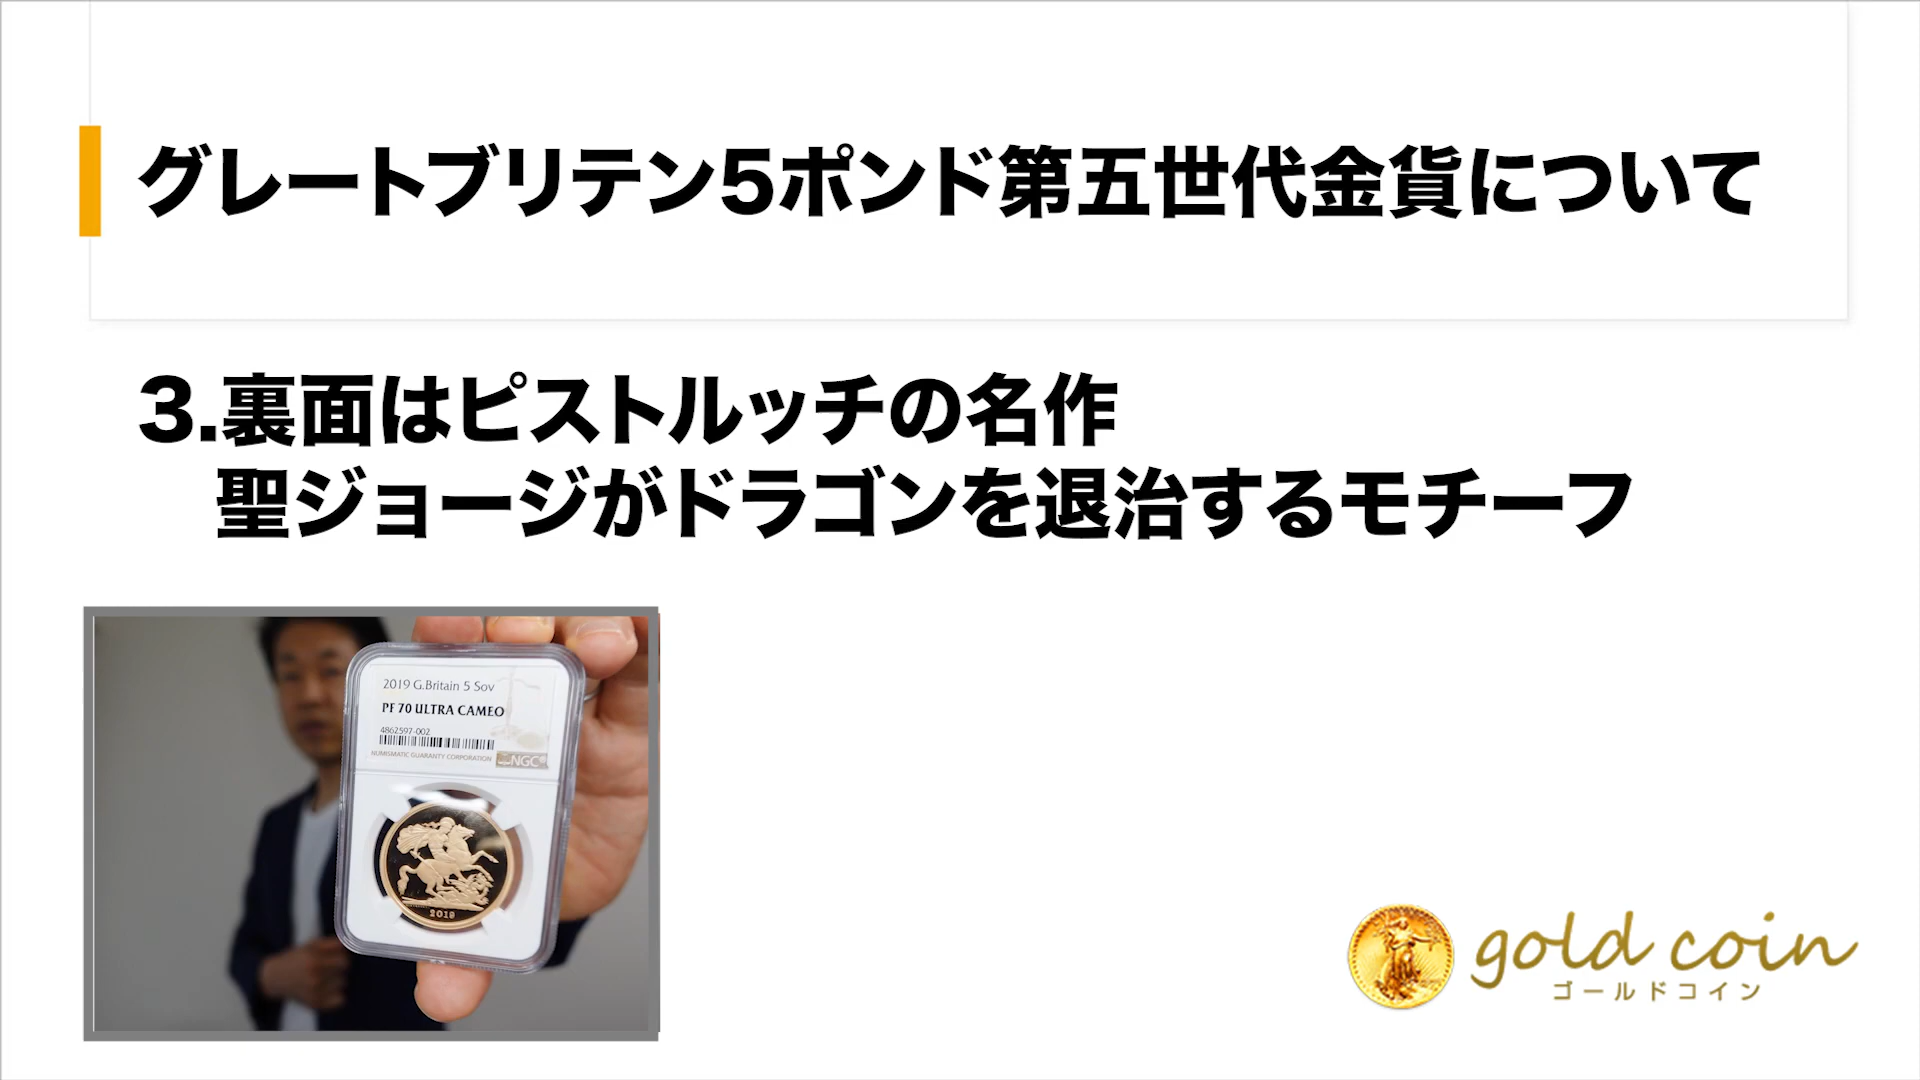 グレートブリテン5ポンド第五世代金貨について
3.裏面はピストルッチの名作
聖ジョージがドラゴンを退治するモチーフ
2019 G.Britain 5 Sov
PF 70 ULTRA CAMEO
4862597-002
NUMISMATIC GUARANTY CORPORATION
NGC
2019
gold coin
ゴールドコイン